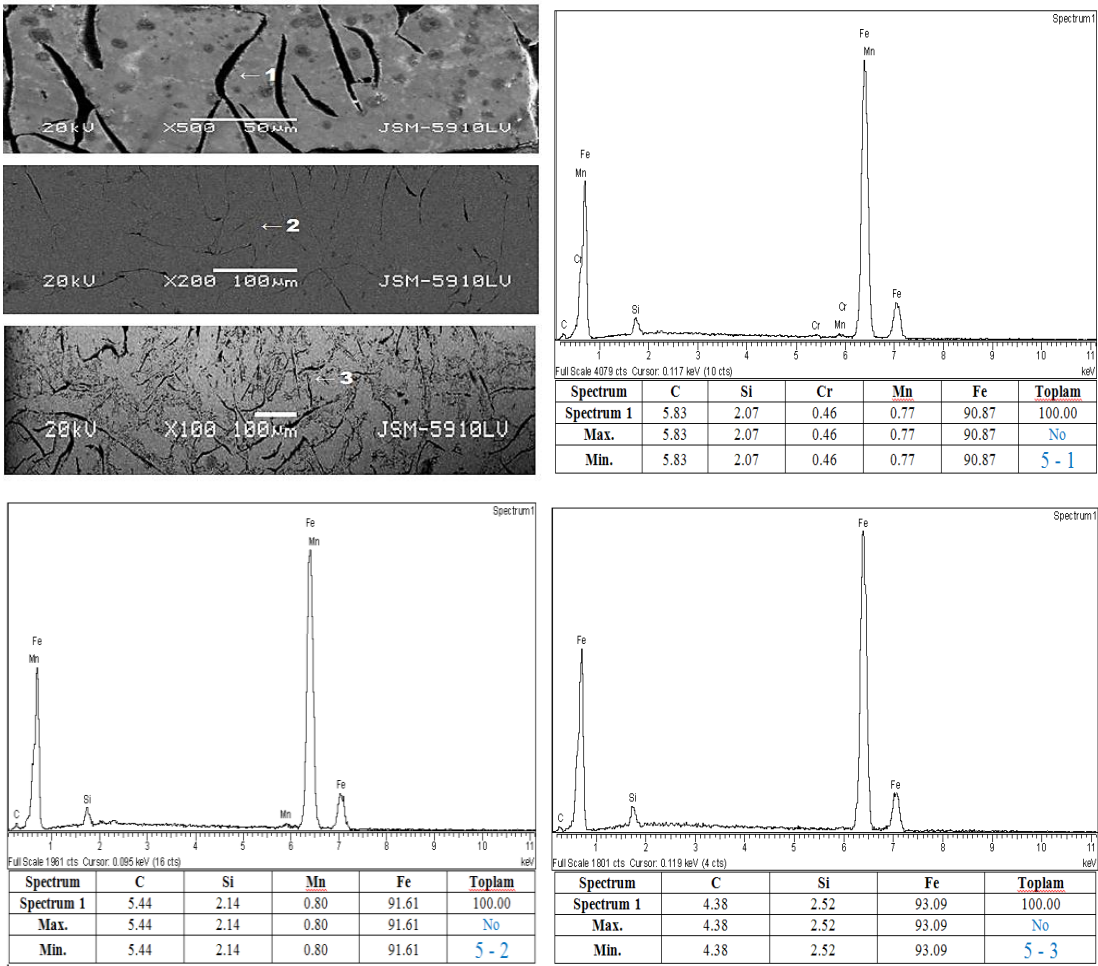 ←1
20kV X500 50µm JSM-5910LV
←2
20kV X200 100µm JSM-5910LV
←3
20kV X100 100µm JSM-5910LV
Spectrum1
Fe
Mn
Fe
Mn
Cr
Cr
Fe
Si
C
Cr
Mn
1 2 3 4 5 6 7 8 9 10 11
Full Scale 4079 cts Cursor: 0.117 keV (10 cts) keV
Spectrum C Si Cr Mn Fe Toplam
Spectrum 1 5.83 2.07 0.46 0.77 90.87 100.00
Max. 5.83 2.07 0.46 0.77 90.87 No
Min. 5.83 2.07 0.46 0.77 90.87 5 - 1
Spectrum1
Fe
Mn
Fe
Mn
Fe
Si
C
Mn
1 2 3 4 5 6 7 8 9 10 11
Full Scale 1961 cts Cursor: 0.095 keV (16 cts) keV
Spectrum C Si Mn Fe Toplam
Spectrum 1 5.44 2.14 0.80 91.61 100.00
Max. 5.44 2.14 0.80 91.61 No
Min. 5.44 2.14 0.80 91.61 5 - 2
Spectrum1
Fe
Fe
Fe
Si
C
1 2 3 4 5 6 7 8 9 10 11
Full Scale 1801 cts Cursor: 0.119 keV (4 cts) keV
Spectrum C Si Fe Toplam
Spectrum 1 4.38 2.52 93.09 100.00
Max. 4.38 2.52 93.09 No
Min. 4.38 2.52 93.09 5 - 3